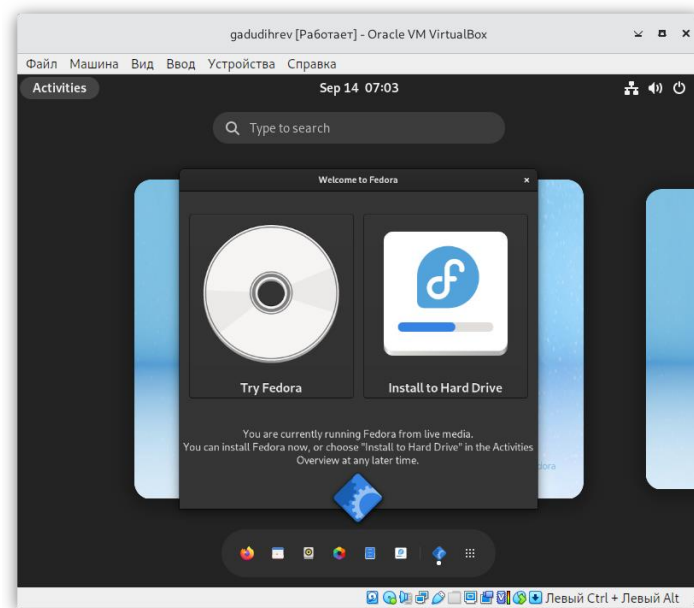 gadudihrev [Работает] - Oracle VM VirtualBox
Файл Машина Вид Ввод Устройства Справка
Activities Sep 14 07:03
Type to search
Welcome to Fedora
Try Fedora Install to Hard Drive
You are currently running Fedora from live media.
You can install Fedora now, or choose "Install to Hard Drive" in the Activities
Overview at any later time.
dora
Левый Ctrl + Левый Alt